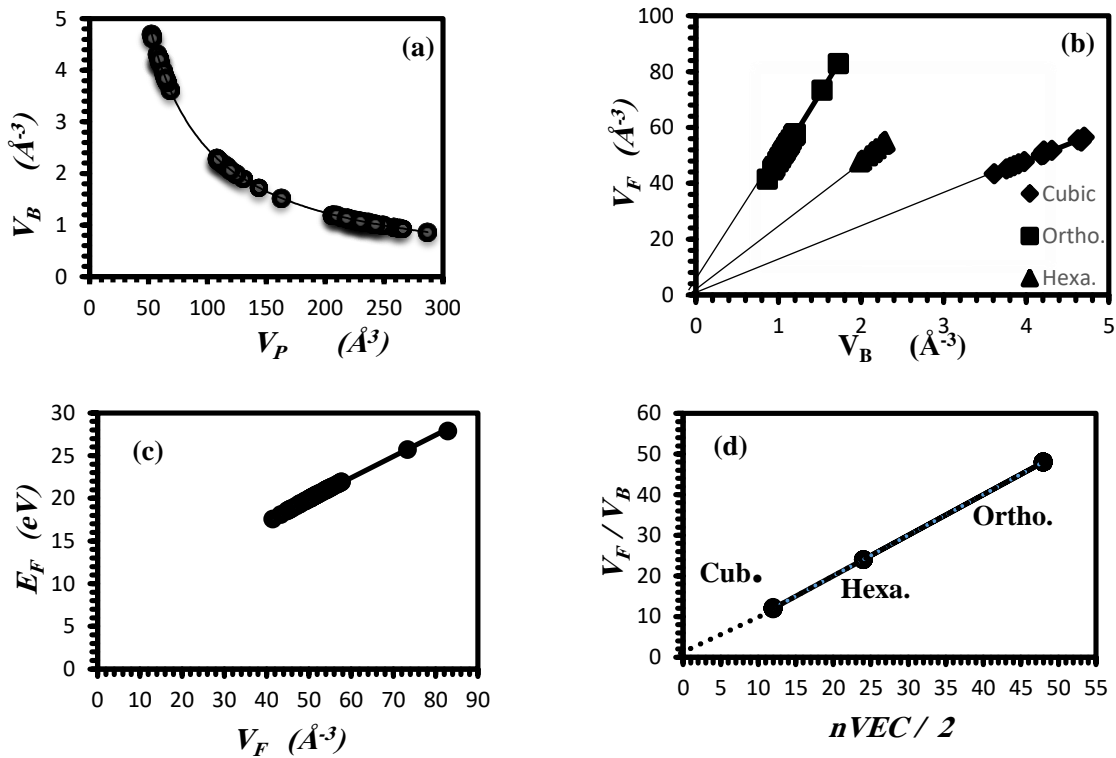 (a)
5
4
3
2
1
0
V_B (Å⁻³)
0 50 100 150 200 250 300
V_P (Å³)
(b)
100
80
60
40
20
0
V_F (Å⁻³)
Cubic
Ortho.
Hexa.
0 1 2 3 4 5
V_B (Å⁻³)
(c)
30
25
20
15
10
5
0
E_F (eV)
0 10 20 30 40 50 60 70 80 90
V_F (Å⁻³)
(d)
60
50
40
30
20
10
0
V_F / V_B
Ortho.
Cub.
Hexa.
0 5 10 15 20 25 30 35 40 45 50 55
nVEC / 2